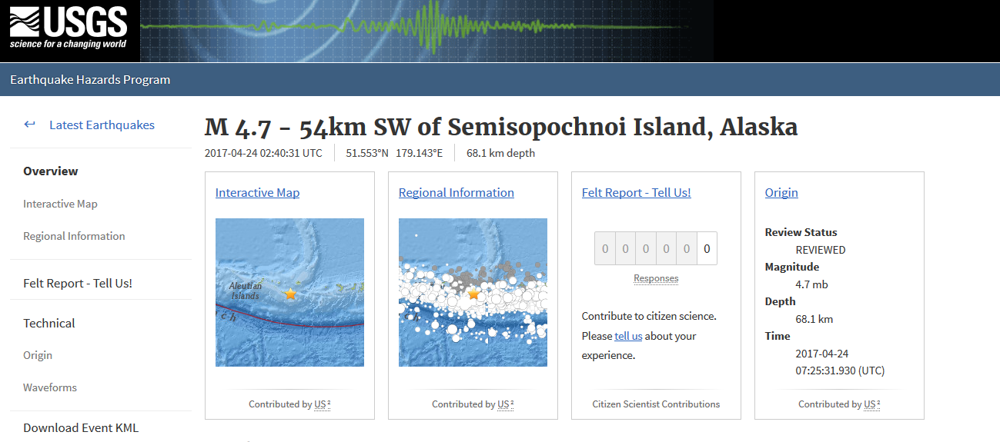 USGS
science for a changing world
Earthquake Hazards Program
Latest Earthquakes
Overview
Interactive Map
Regional Information
Felt Report - Tell Us!
Technical
Origin
Waveforms
Download Event KML
M 4.7 - 54km SW of Semisopochnoi Island, Alaska
2017-04-24 02:40:31 UTC 51.553°N 179.143°E 68.1 km depth
Interactive Map
Aleutian
Islands
c h
Contributed by US 2
Regional Information
c h
Contributed by US 2
Felt Report - Tell Us!
0 0 0 0 0 0
Responses
Contribute to citizen science.
Please tell us about your
experience.
Citizen Scientist Contributions
Origin
Review Status
REVIEWED
Magnitude
4.7 mb
Depth
68.1 km
Time
2017-04-24
07:25:31.930 (UTC)
Contributed by US 2